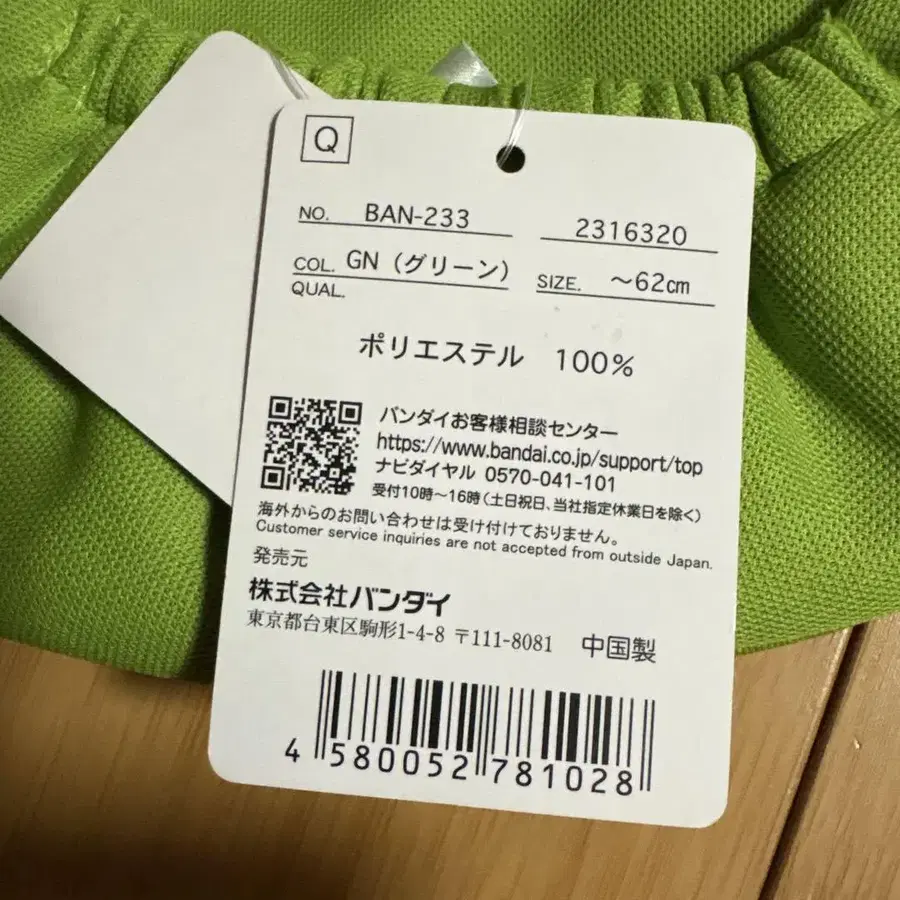 Q
NO. BAN-233 2316320
COL. GN（グリーン） SIZE. ～62cm
QUAL.
ポリエステル 100%
バンダイお客様相談センター
https://www.bandai.co.jp/support/top
ナビダイヤル 0570-041-101
受付10時～16時（土日祝日、当社指定休業日を除く）
海外からのお問い合わせは受け付けておりません。
Customer service inquiries are not accepted from outside Japan.
発売元
株式会社バンダイ
東京都台東区駒形1-4-8 〒111-8081 中国製
4 580052 781028